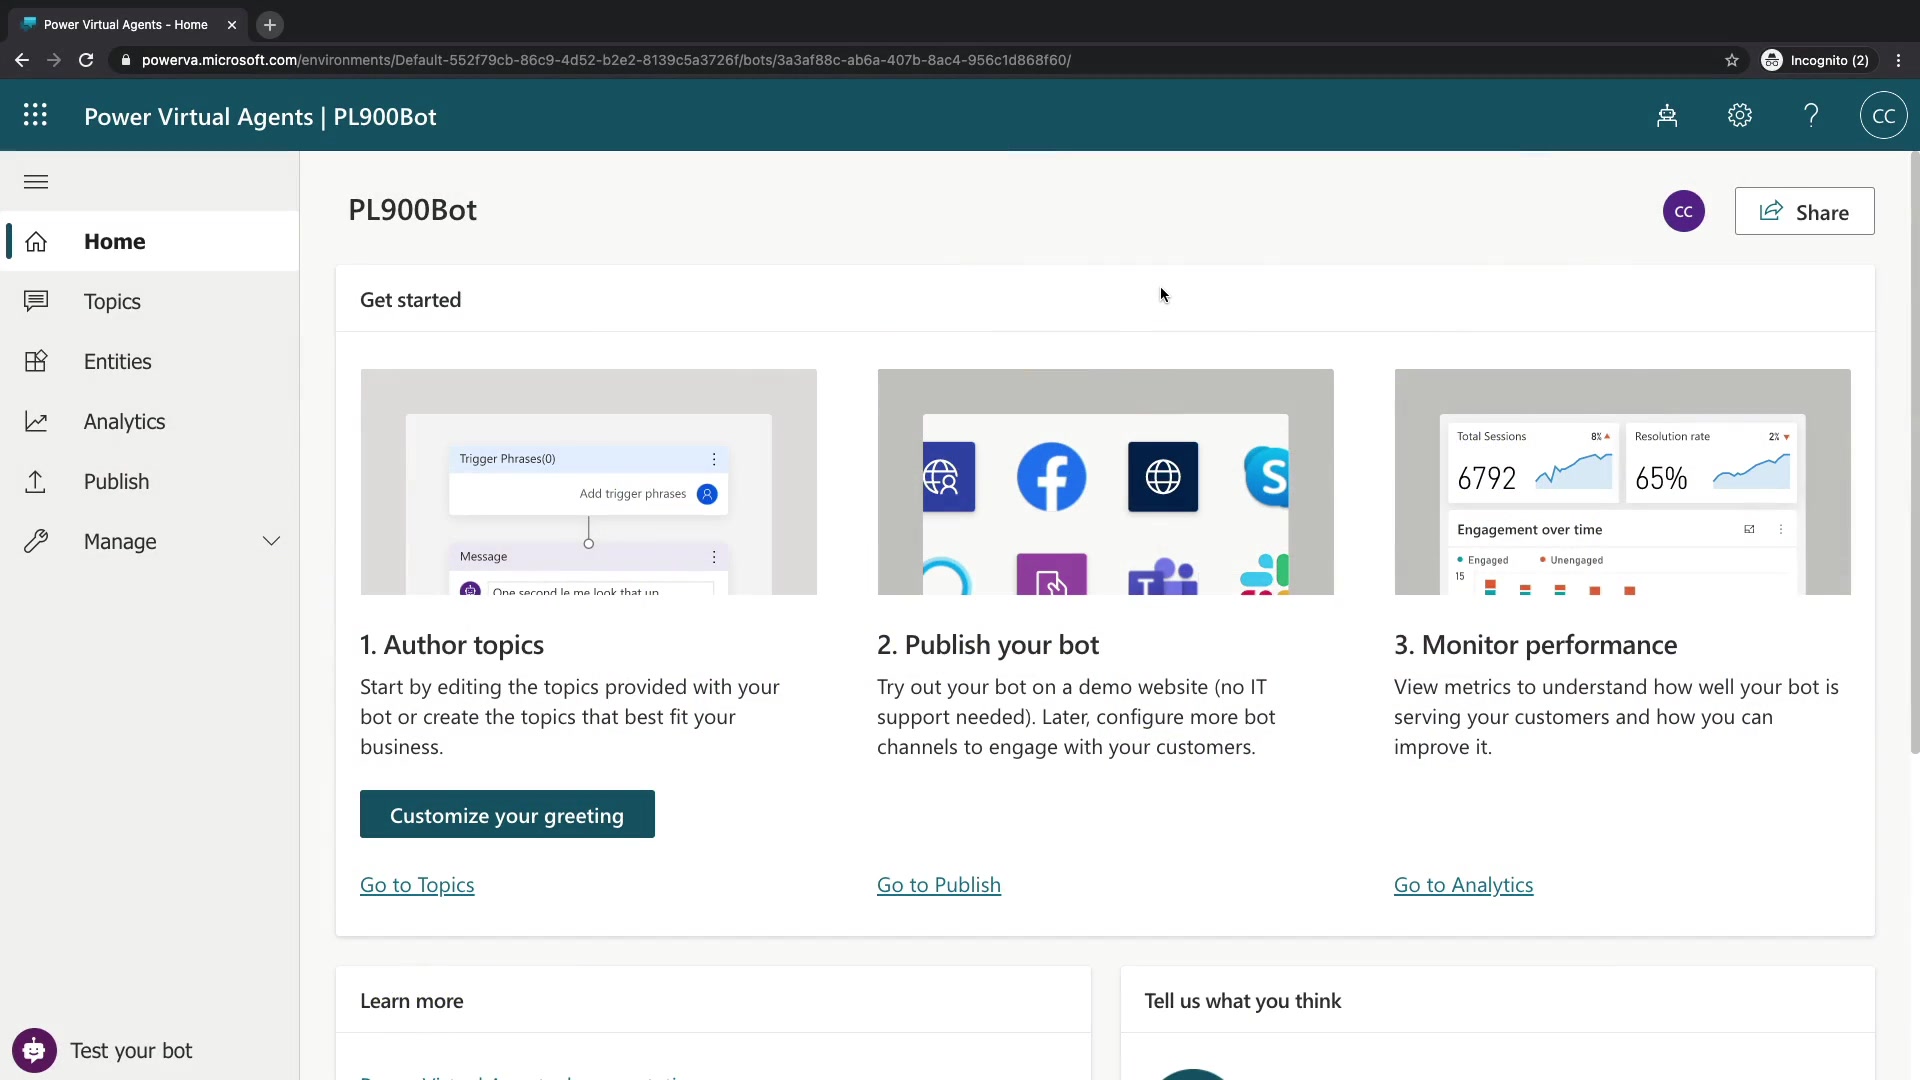 Power Virtual Agents - Home
powerva.microsoft.com/environments/Default-552f79cb-86c9-4d52-b2e2-8139c5a3726f/bots/3a3af88c-ab6a-407b-8ac4-956c1d868f60/
Incognito (2)
Power Virtual Agents | PL900Bot
CC
Home
Topics
Entities
Analytics
Publish
Manage
Test your bot
PL900Bot
CC
Share
Get started
Trigger Phrases(0)
Add trigger phrases
Message
One second le me look that up
Total Sessions
8%
6792
Resolution rate
2%
65%
Engagement over time
Engaged
Unengaged
15
1. Author topics
Start by editing the topics provided with your
bot or create the topics that best fit your
business.
Customize your greeting
Go to Topics
2. Publish your bot
Try out your bot on a demo website (no IT
support needed). Later, configure more bot
channels to engage with your customers.
Go to Publish
3. Monitor performance
View metrics to understand how well your bot is
serving your customers and how you can
improve it.
Go to Analytics
Learn more
Tell us what you think